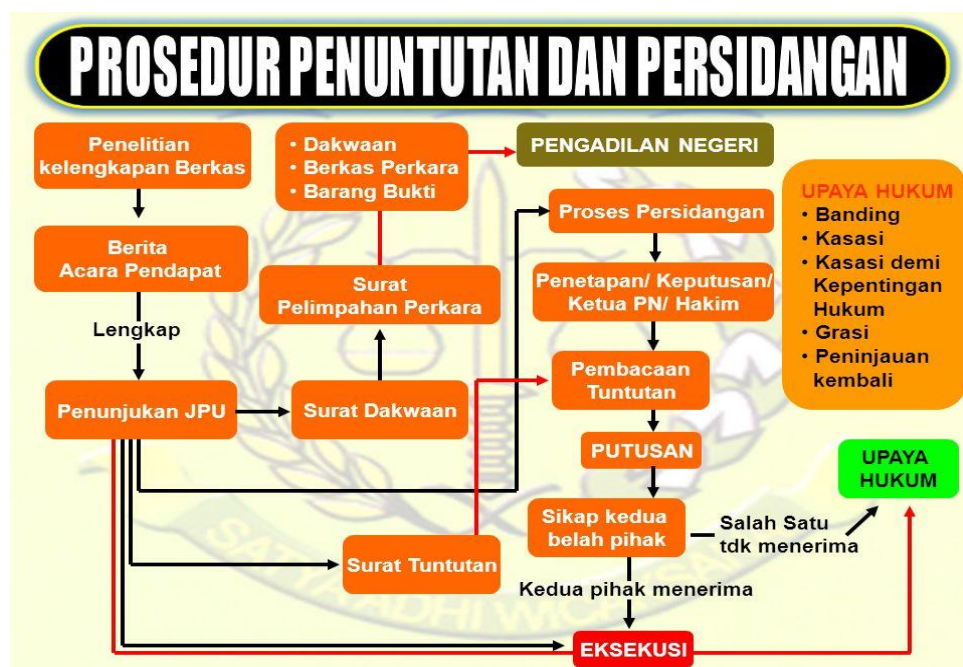 PROSEDUR PENUNTUTAN DAN PERSIDANGAN
Penelitian
kelengkapan Berkas
Berita
Acara Pendapat
Lengkap
Penunjukan JPU
• Dakwaan
• Berkas Perkara
• Barang Bukti
Surat
Pelimpahan Perkara
Surat Dakwaan
Surat Tuntutan
PENGADILAN NEGERI
Proses Persidangan
Penetapan/ Keputusan/
Ketua PN/ Hakim
Pembacaan
Tuntutan
PUTUSAN
Sikap kedua
belah pihak
Salah Satu
tdk menerima
Kedua pihak menerima
EKSEKUSI
UPAYA HUKUM
• Banding
• Kasasi
• Kasasi demi
Kepentingan
Hukum
• Grasi
• Peninjauan
kembali
UPAYA
HUKUM
SATYA ADHI WICAKSANA